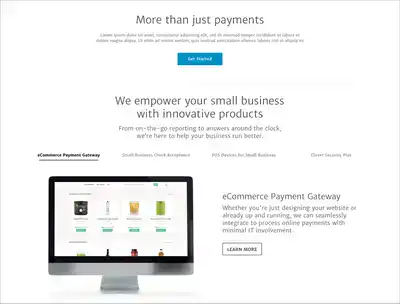 More than just payments
Lorem ipsum dolor sit amet, consectetur adipiscing elit, sed do eiusmod tempor incididunt ut labore et
dolore magna aliqua. Ut enim ad minim veniam, quis nostrud exercitation ullamco laboris nisi ut aliquip ex
Get Started
We empower your small business
with innovative products
From on-the-go reporting to answers around the clock,
we're here to help your business run better.
eCommerce Payment Gateway
Small Business Check Acceptance
POS Devices for Small Business
Clover Security Plus
eCommerce Payment Gateway
Whether you're just designing your website or
already up and running, we can seamlessly
integrate to process online payments with
minimal IT involvement.
LEARN MORE